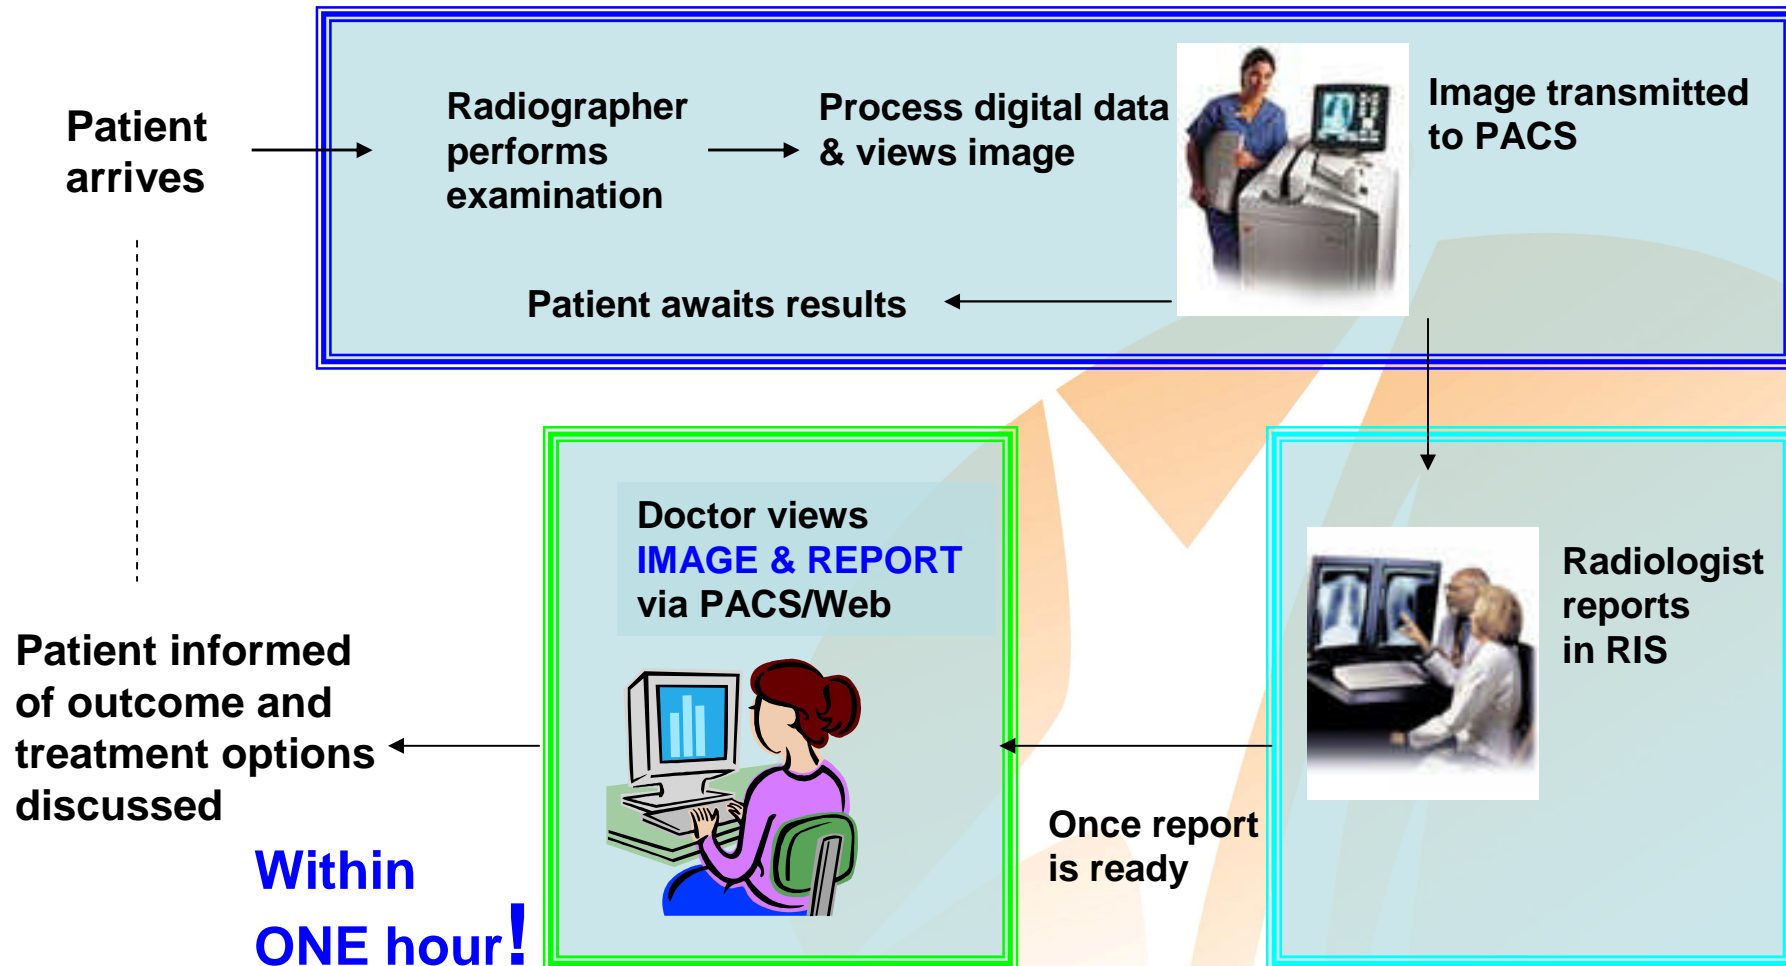 Patient
arrives
Radiographer
performs
examination
Process digital data
& views image
Image transmitted
to PACS
Patient awaits results
Radiologist
reports
in RIS
Once report
is ready
Doctor views
IMAGE & REPORT
via PACS/Web
Patient informed
of outcome and
treatment options
discussed
Within
ONE hour!